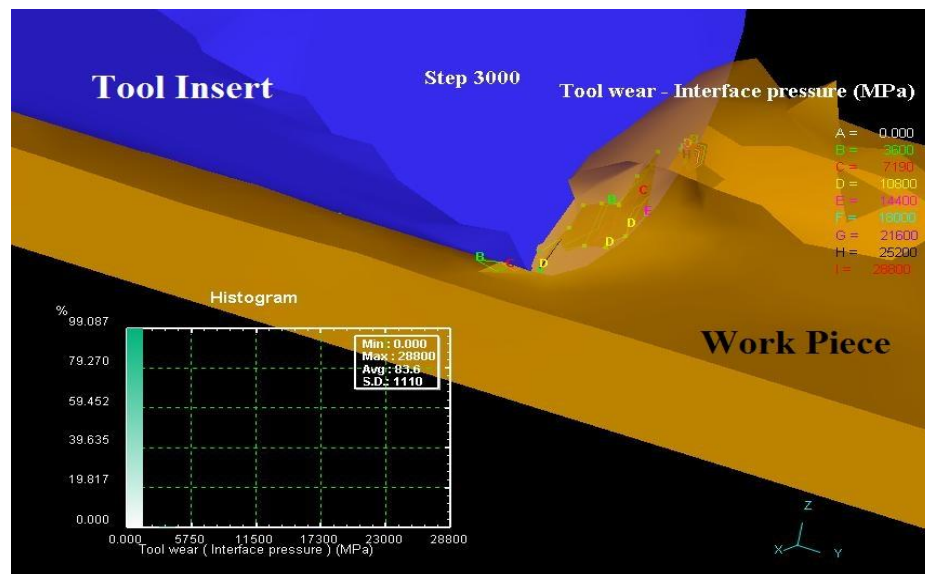 Tool Insert
Step 3000
Tool wear - Interface pressure (MPa)
A = 0.000
B = 3600
C = 7190
D = 10800
E = 14400
F = 18000
G = 21600
H = 25200
I = 28800
B
C
D
B
C
E
D
D
D
Work Piece
Histogram
%
99.087
79.270
59.452
39.635
19.817
0.000
Min : 0.000
Max : 28800
Avg : 83.6
S.D.: 1110
0.000 5750 11500 17300 23000 28800
Tool wear ( Interface pressure ) (MPa)
Z
X
Y